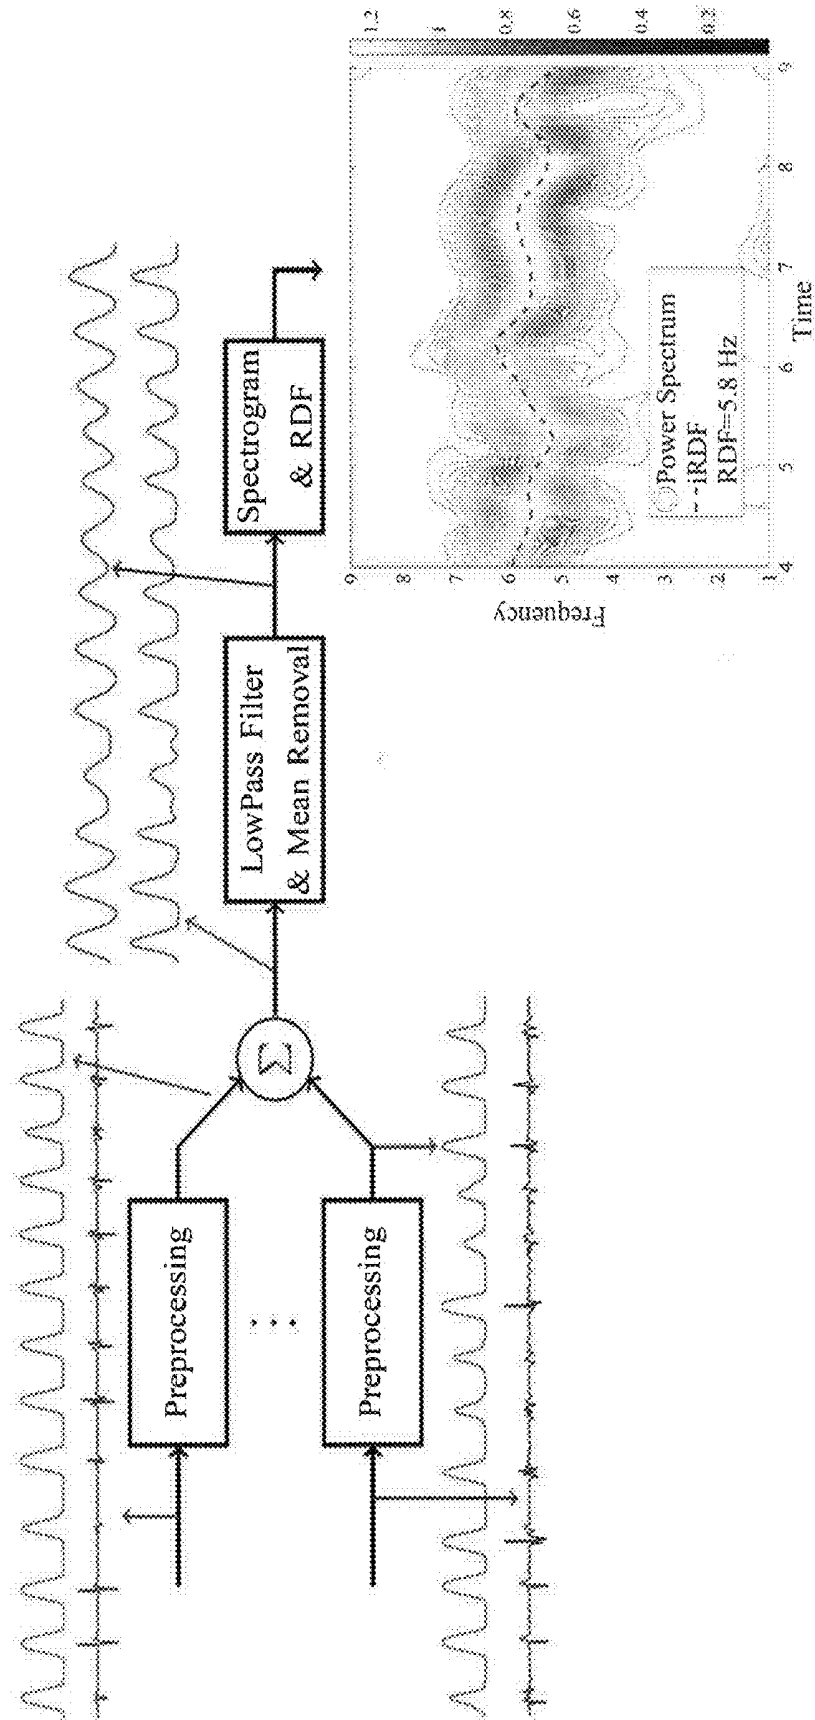 Preprocessing
...
Preprocessing
Σ
LowPass Filter
& Mean Removal
Spectrogram
& RDF
Frequency
9
8
7
6
5
4
3
2
1
Power Spectrum
--iRDF
RDF=5.8 Hz
4
5
6
7
8
9
Time
1.2
1
0.8
0.6
0.4
0.2